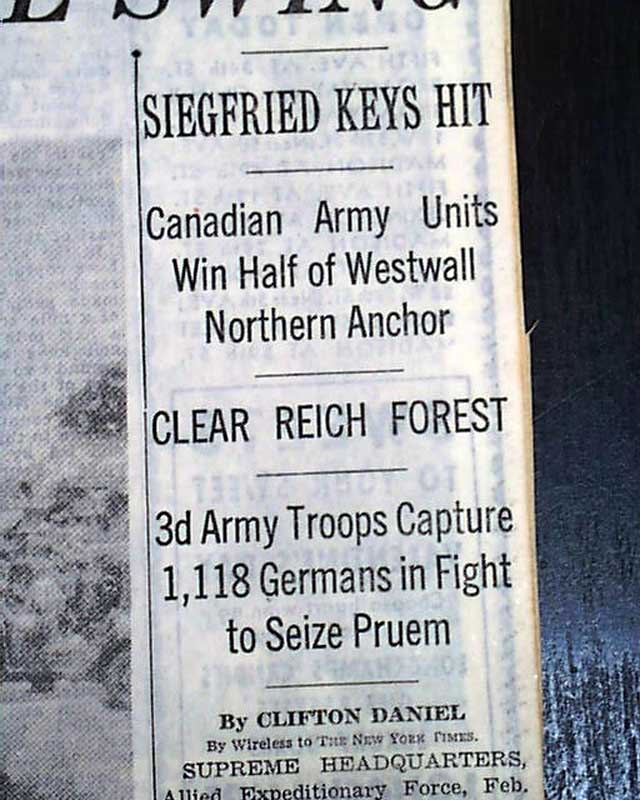 SWING
SIEGFRIED KEYS HIT
Canadian Army Units
Win Half of Westwall
Northern Anchor
CLEAR REICH FOREST
3d Army Troops Capture
1,118 Germans in Fight
to Seize Pruem
By CLIFTON DANIEL
By Wireless to THE NEW YORK TIMES.
SUPREME HEADQUARTERS,
Allied Expeditionary Force, Feb.